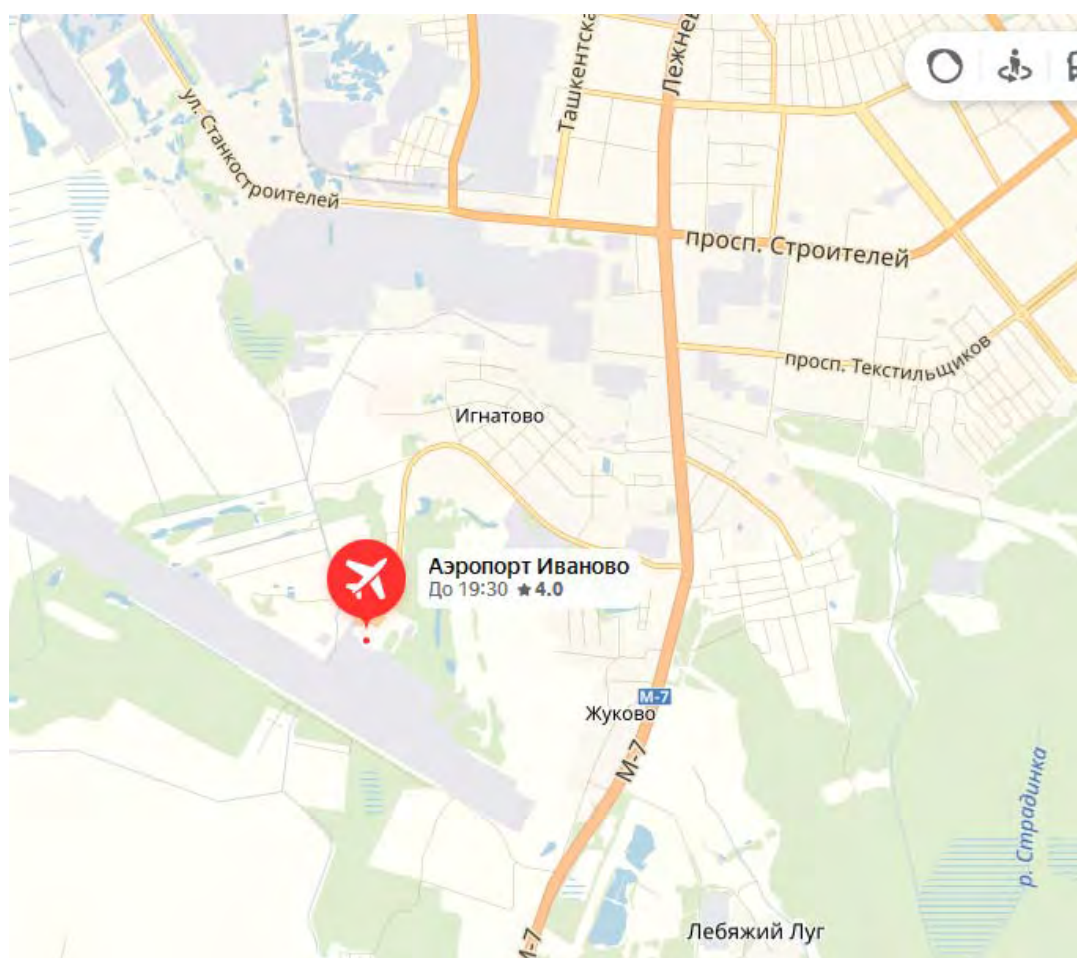 Ташкентска
Лежнев
ул. Станкостроителей
просп. Строителей
просп. Текстильщиков
Игнатово
Аэропорт Иваново
До 19:30 ★4.0
М-7
Жуково
М-7
р. Страдинка
Лебяжий Луг
М-7